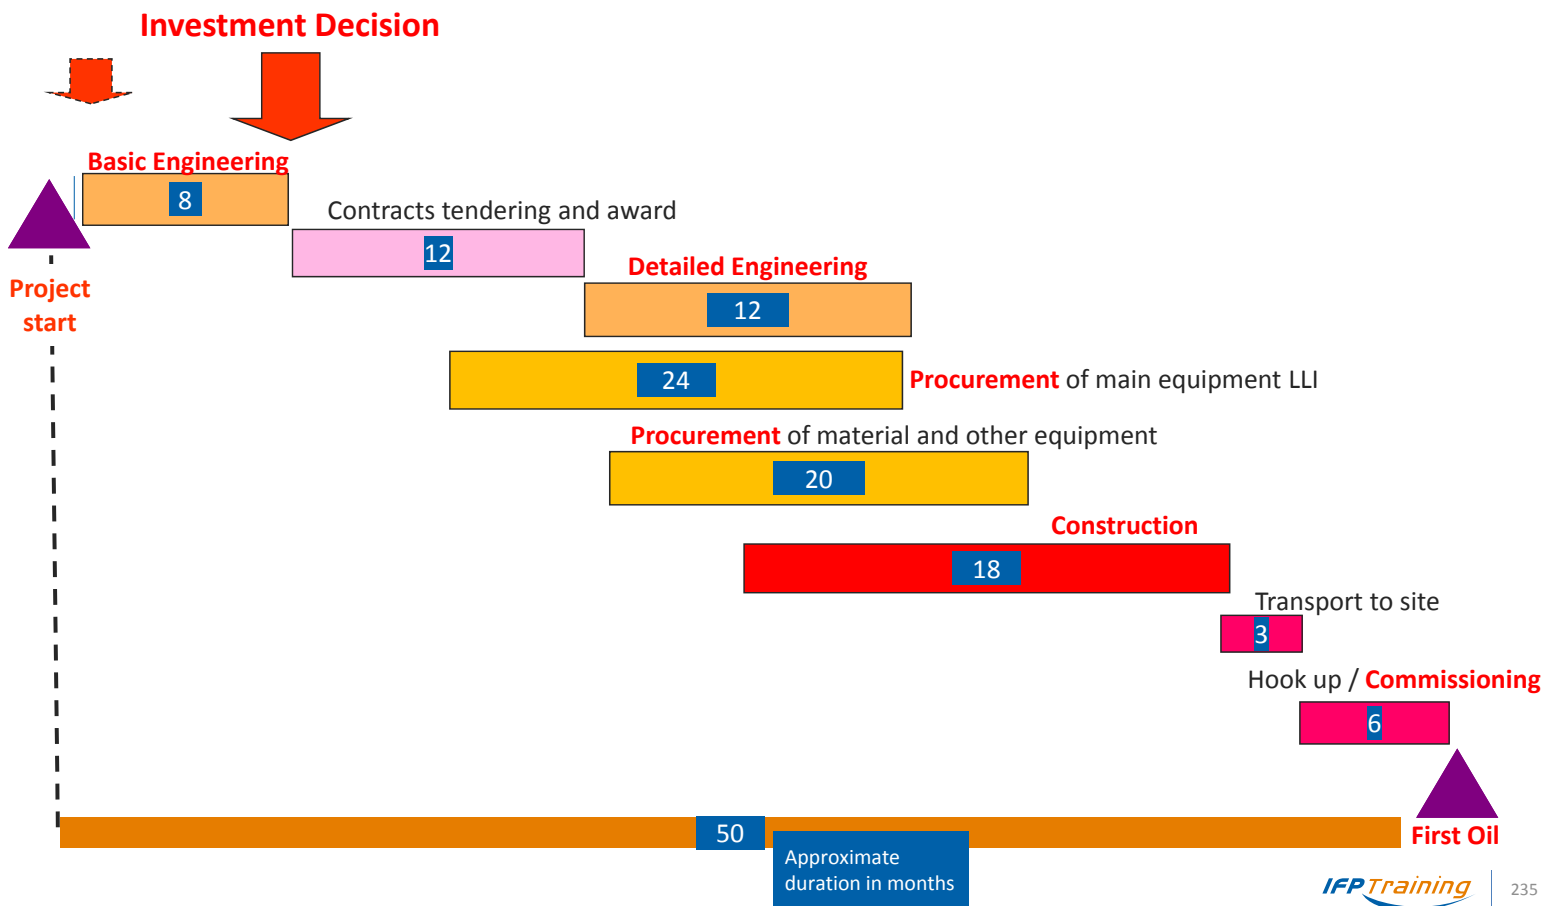 Investment Decision
Basic Engineering
8
Contracts tendering and award
12
Detailed Engineering
12
Project
start
24
Procurement of main equipment LLI
Procurement of material and other equipment
20
Construction
18
Transport to site
3
Hook up / Commissioning
6
50
First Oil
Approximate
duration in months
IFP Training
235